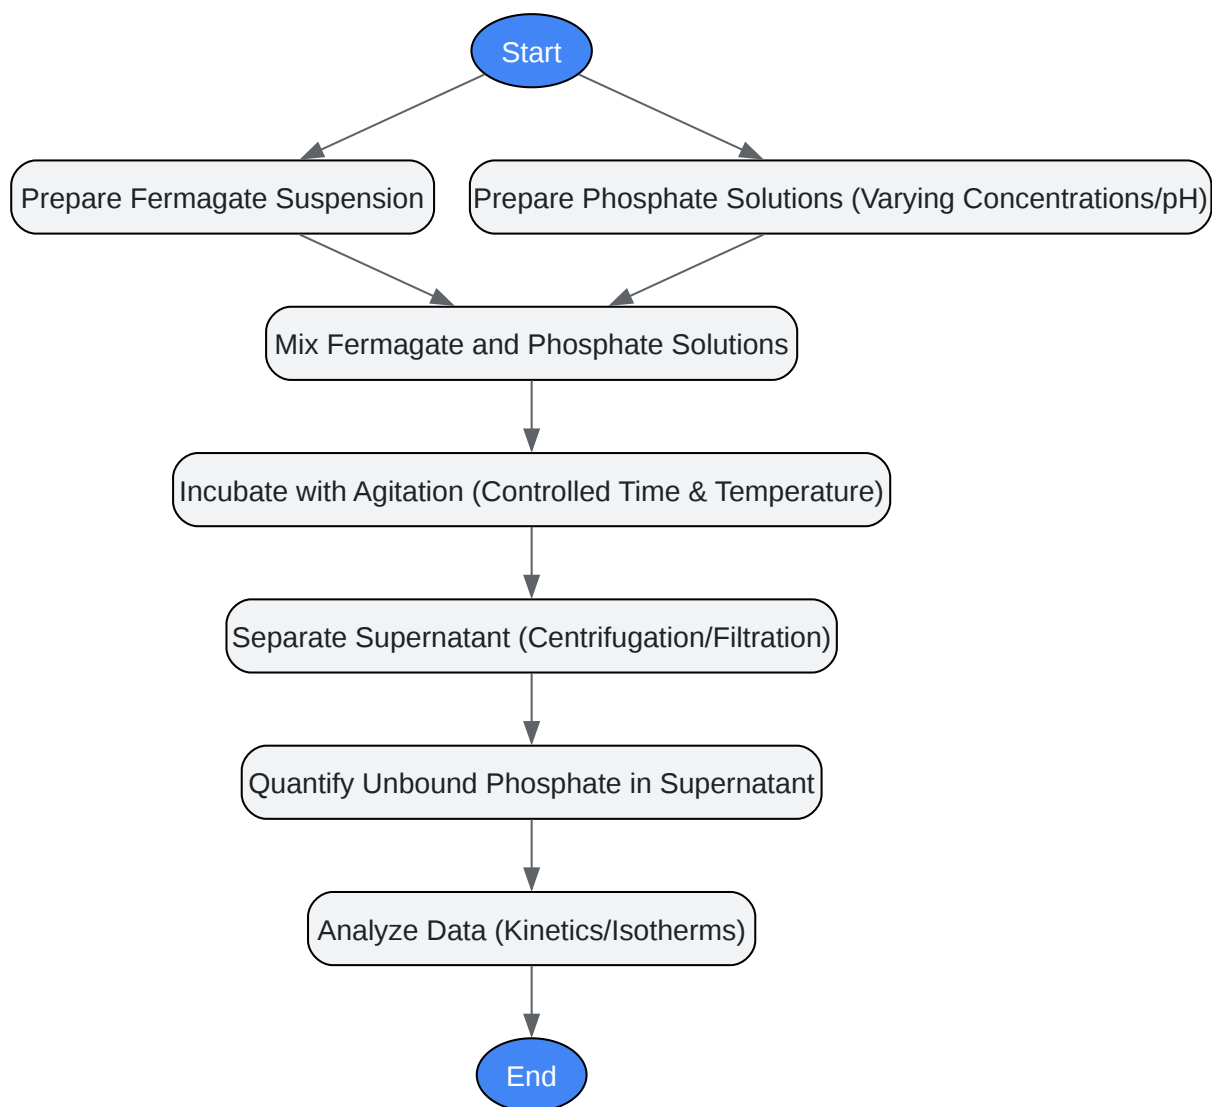 Start
Prepare Fermagate Suspension
Prepare Phosphate Solutions (Varying Concentrations/pH)
Mix Fermagate and Phosphate Solutions
Incubate with Agitation (Controlled Time & Temperature)
Separate Supernatant (Centrifugation/Filtration)
Quantify Unbound Phosphate in Supernatant
Analyze Data (Kinetics/Isotherms)
End